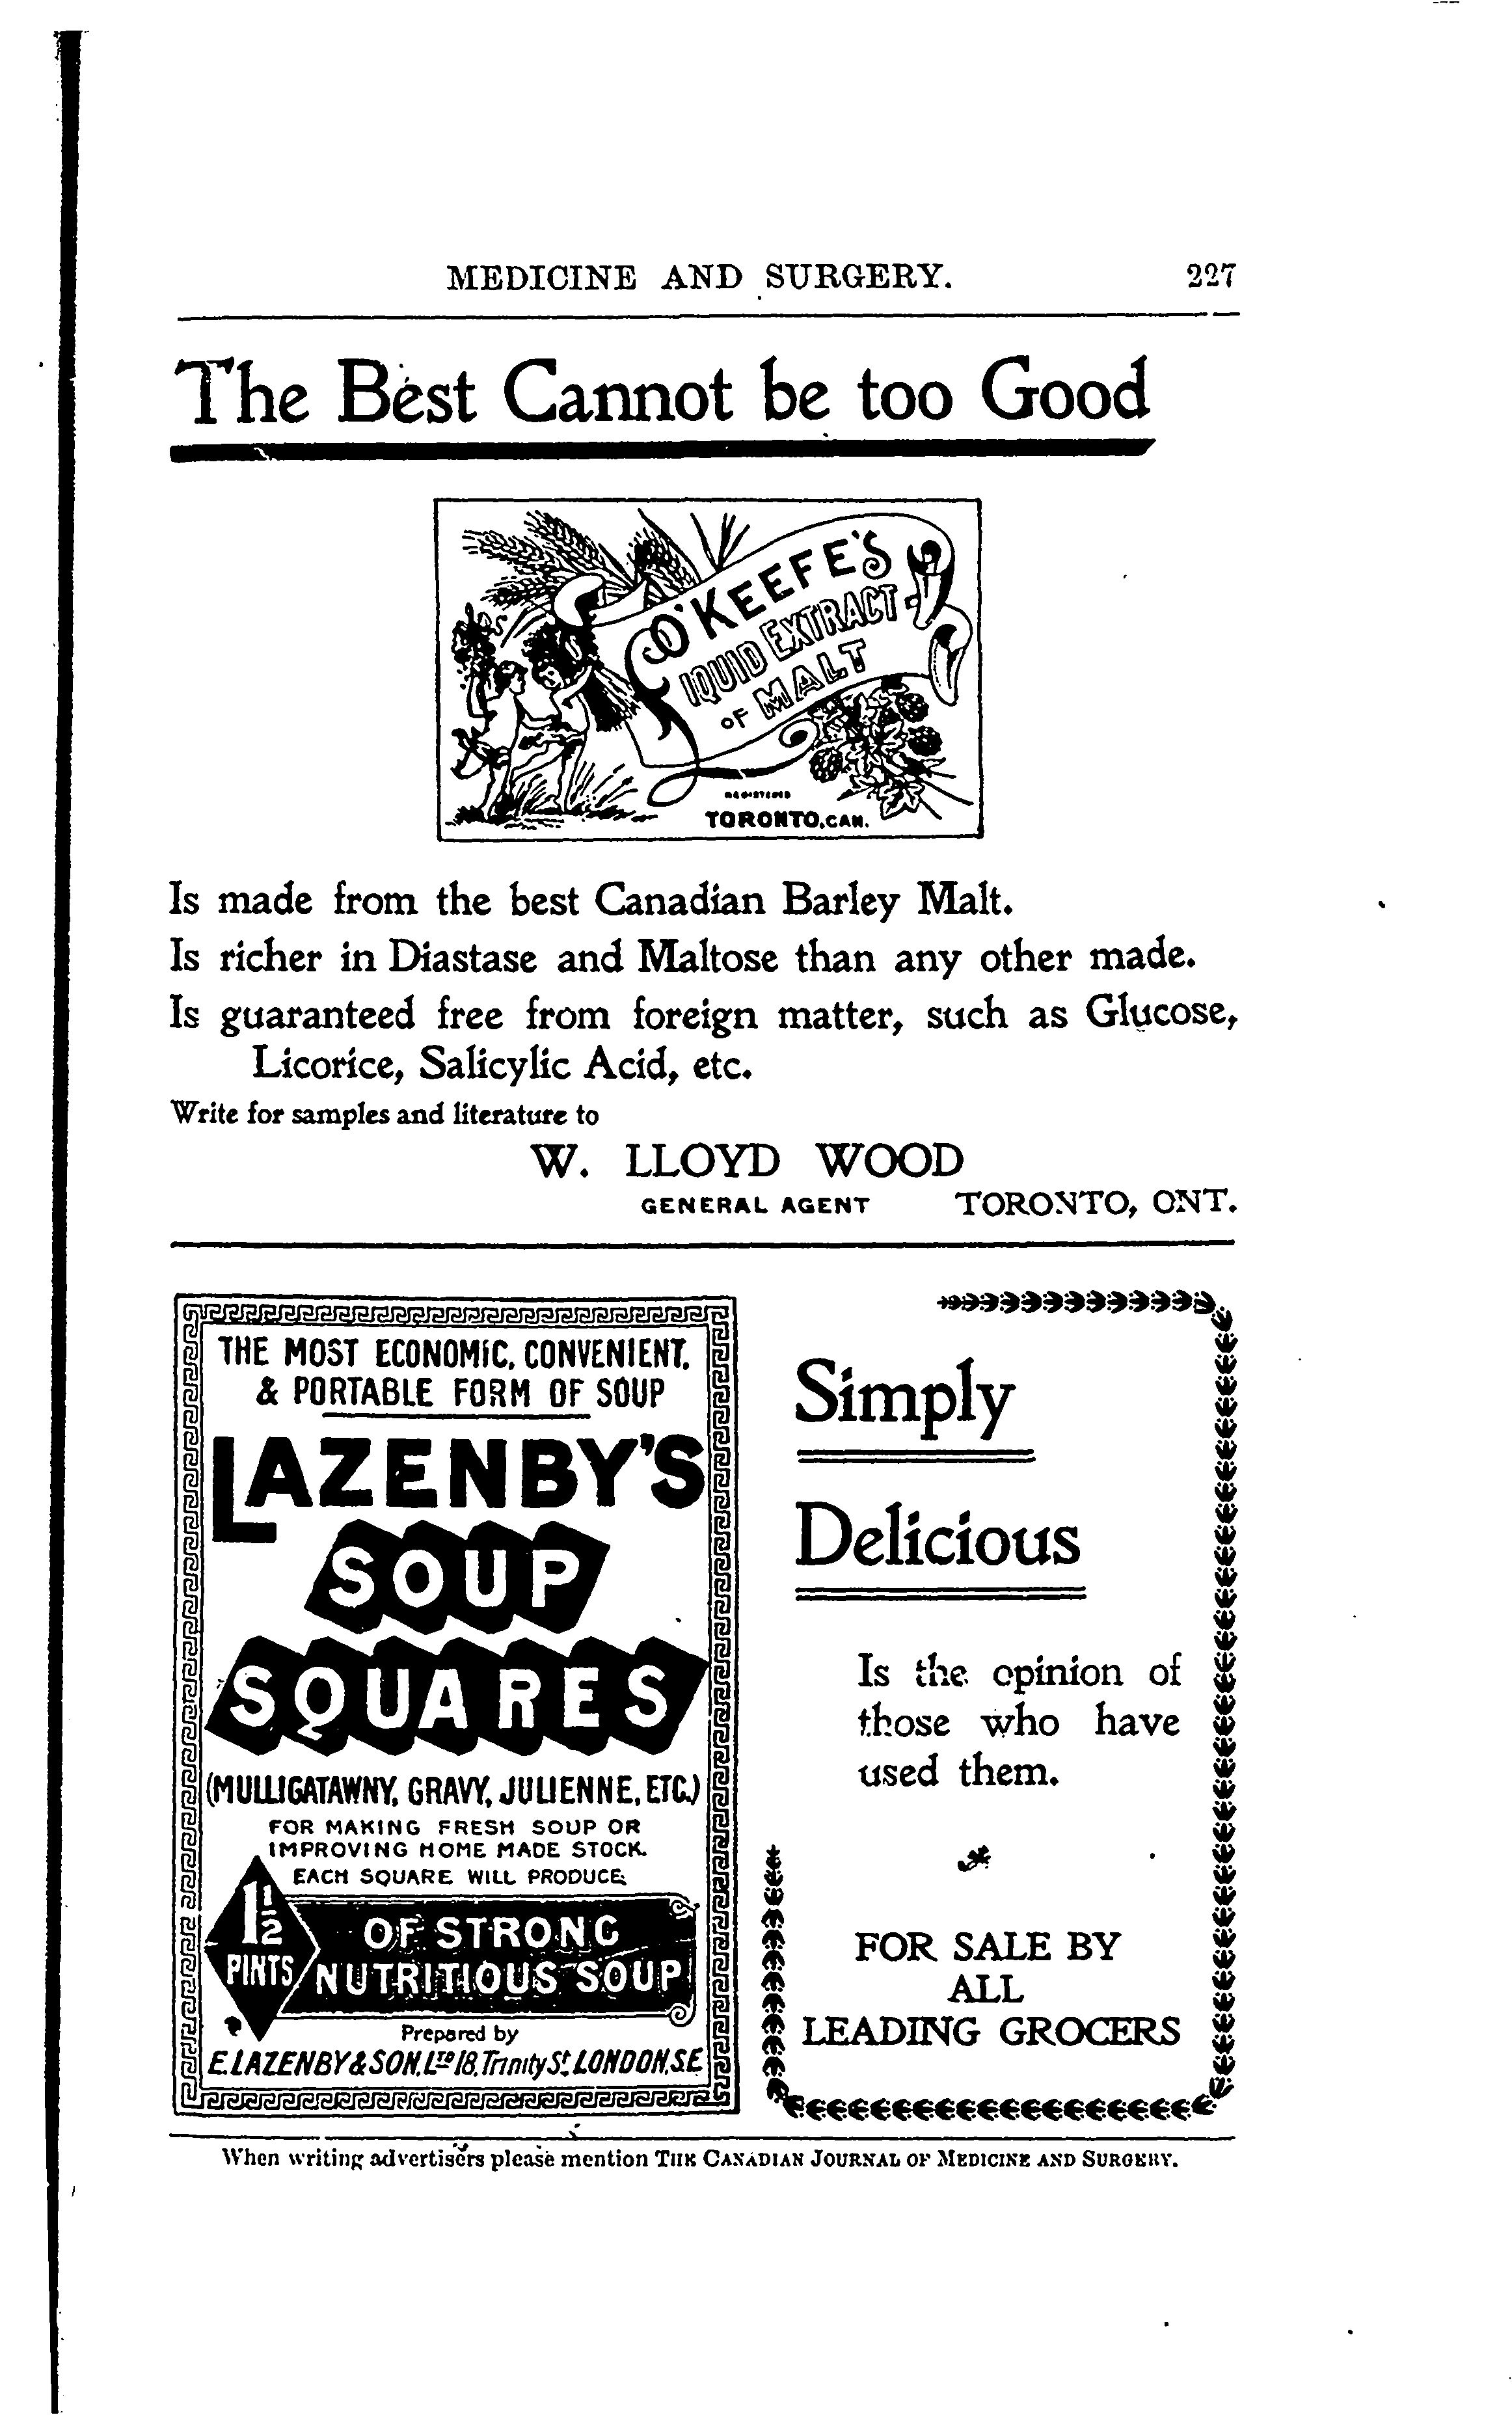 MEDICINE AND SURGERY. 227
The Best Cannot be too Good
O'KEEFE'S
LIQUID EXTRACT
OF MALT
REGISTERED
TORONTO, CAN.
Is made from the best Canadian Barley Malt.
Is richer in Diastase and Maltose than any other made.
Is guaranteed free from foreign matter, such as Glucose,
Licorice, Salicylic Acid, etc.
Write for samples and literature to
W. LLOYD WOOD
GENERAL AGENT TORONTO, ONT.
THE MOST ECONOMIC, CONVENIENT,
& PORTABLE FORM OF SOUP
LAZENBY'S
SOUP
SQUARES
(MULLIGATAWNY, GRAVY, JULIENNE, ETC.)
FOR MAKING FRESH SOUP OR
IMPROVING HOME MADE STOCK.
EACH SQUARE WILL PRODUCE
1½
PINTS
OF STRONG
NUTRITIOUS SOUP
Prepared by
E. LAZENBY & SON, LTD 18, Trinity St. LONDON, S.E.
Simply
Delicious
Is the opinion of
those who have
used them.
FOR SALE BY
ALL
LEADING GROCERS
When writing advertisers please mention THE CANADIAN JOURNAL OF MEDICINE AND SURGERY.